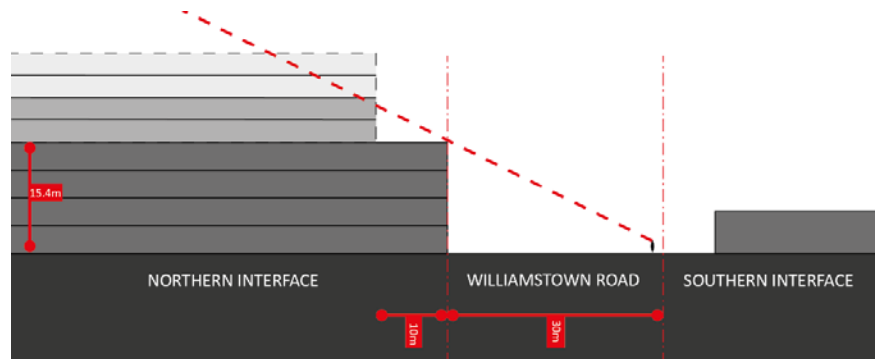 15.4m
NORTHERN INTERFACE
WILLIAMSTOWN ROAD
SOUTHERN INTERFACE
10m
30m